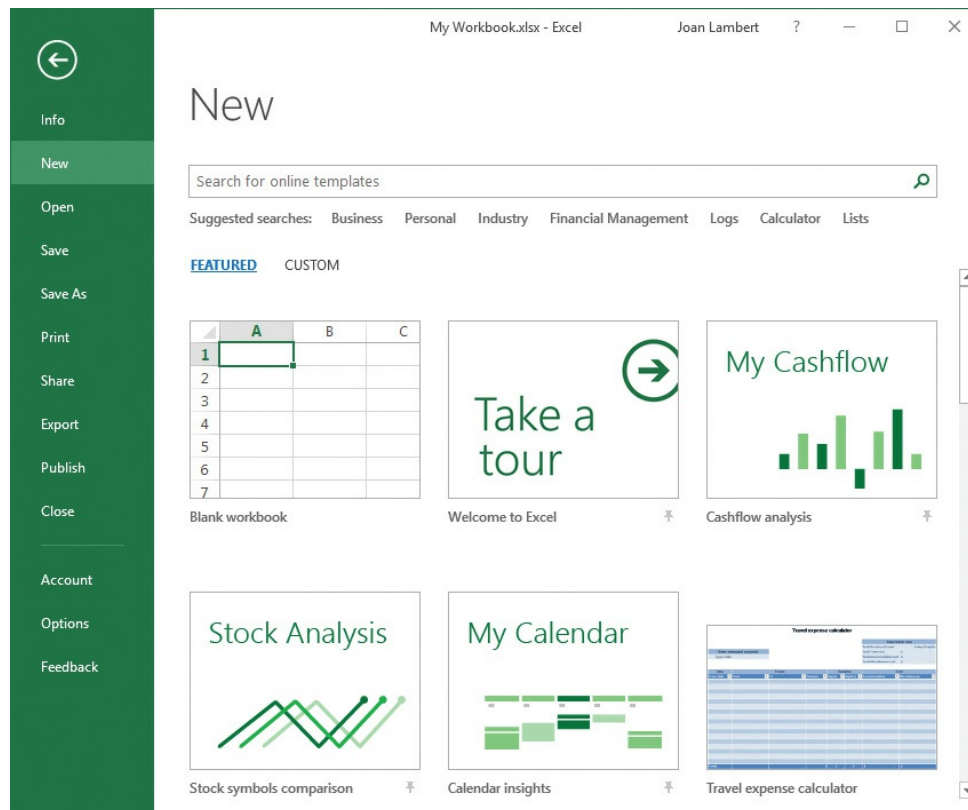 My Workbook.xlsx - Excel Joan Lambert ?
Info
New
Open
Save
Save As
Print
Share
Export
Publish
Close
Account
Options
Feedback
New
Search for online templates
Suggested searches: Business Personal Industry Financial Management Logs Calculator Lists
FEATURED CUSTOM
A B C
1
2
3
4
5
6
7
Blank workbook
Take a
tour
Welcome to Excel
My Cashflow
Cashflow analysis
Stock Analysis
Stock symbols comparison
My Calendar
Calendar insights
Travel expense calculator
Travel expense calculator